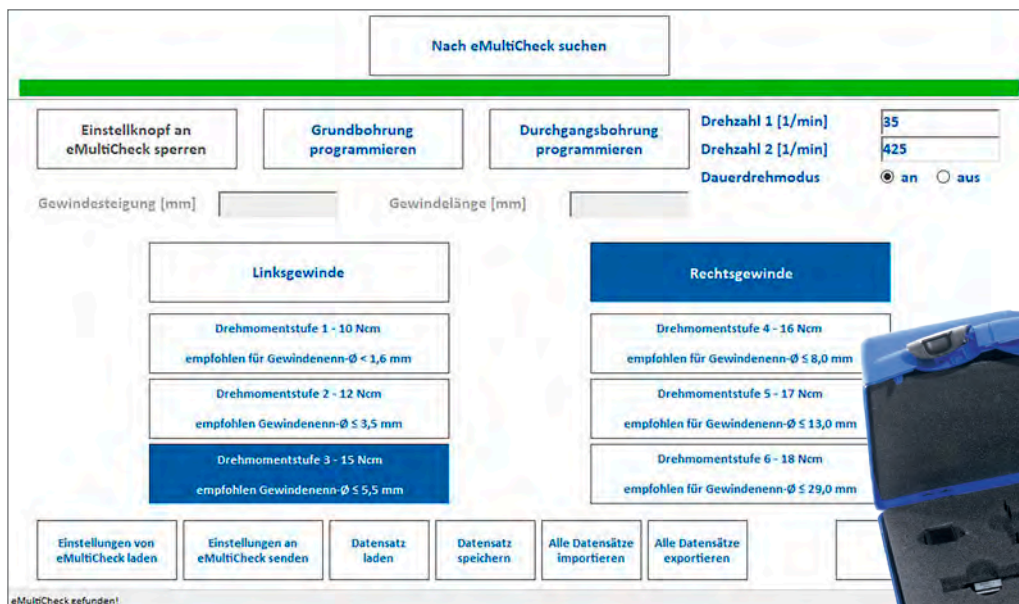 Nach eMultiCheck suchen
Einstellknopf an
eMultiCheck sperren
Grundbohrung
programmieren
Durchgangsbohrung
programmieren
Drehzahl 1 [1/min]
35
Drehzahl 2 [1/min]
425
Dauerdrehmodus
an
aus
Gewindesteigung [mm]
Gewindelänge [mm]
Linksgewinde
Rechtsgewinde
Drehmomentstufe 1 - 10 Ncm
empfohlen für Gewindenenn-Ø < 1,6 mm
Drehmomentstufe 4 - 16 Ncm
empfohlen für Gewindenenn-Ø ≤ 8,0 mm
Drehmomentstufe 2 - 12 Ncm
empfohlen Gewindenenn-Ø ≤ 3,5 mm
Drehmomentstufe 5 - 17 Ncm
empfohlen für Gewindenenn-Ø ≤ 13,0 mm
Drehmomentstufe 3 - 15 Ncm
empfohlen Gewindenenn-Ø ≤ 5,5 mm
Drehmomentstufe 6 - 18 Ncm
empfohlen für Gewindenenn-Ø ≤ 29,0 mm
Einstellungen von
eMultiCheck laden
Einstellungen an
eMultiCheck senden
Datensatz
laden
Datensatz
speichern
Alle Datensätze
importieren
Alle Datensätze
exportieren
eMultiCheck gefunden!